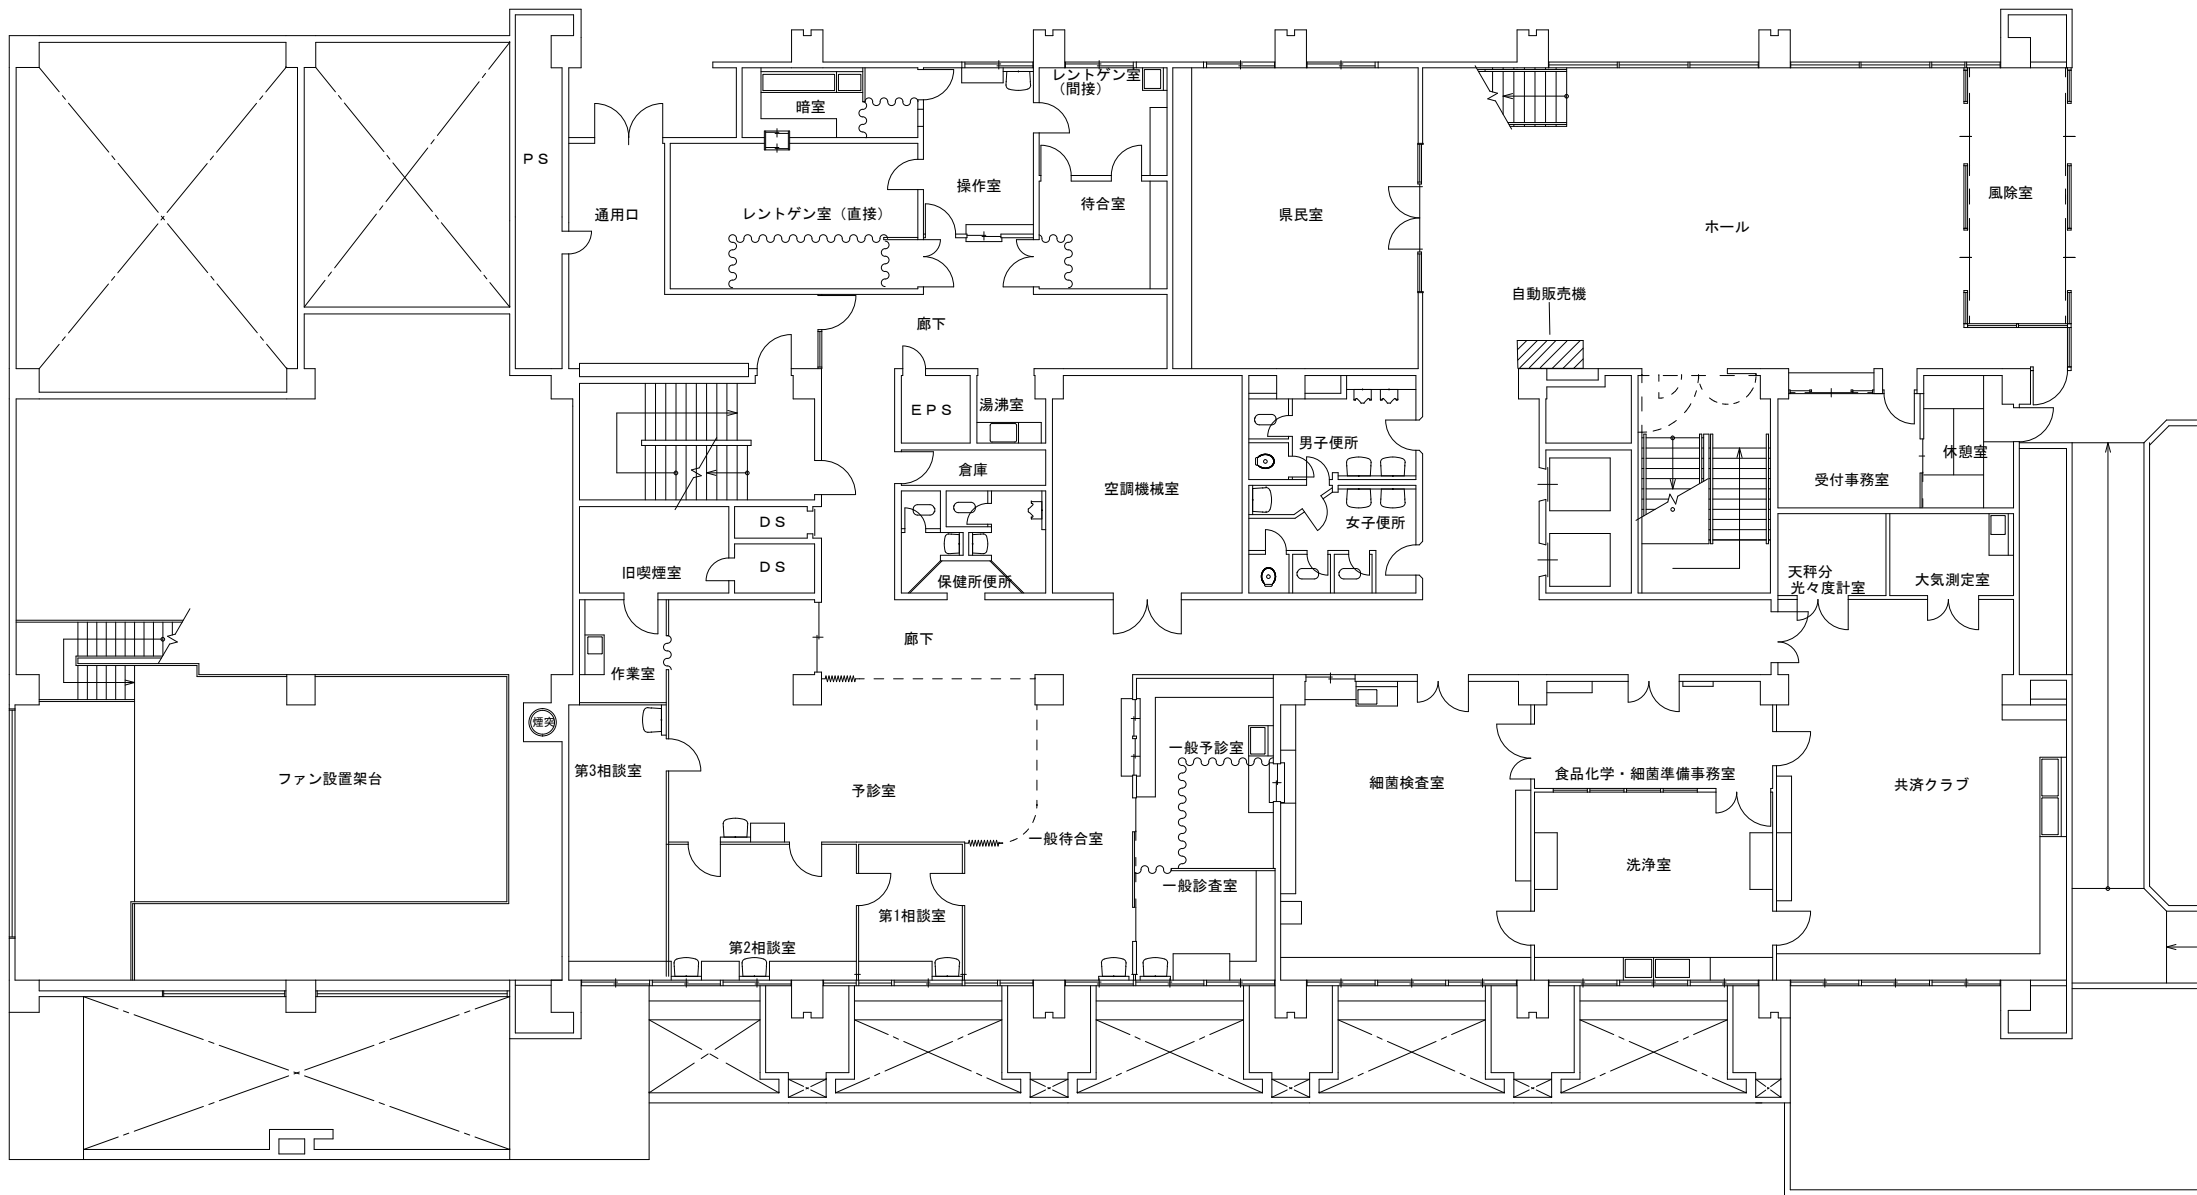 レントゲン室
(間接)
暗室
PS
操作室
通用口
レントゲン室(直接)
待合室
県民室
ホール
風除室
自動販売機
廊下
EPS
湯沸室
男子便所
休憩室
倉庫
空調機械室
受付事務室
DS
女子便所
DS
旧喫煙室
保健所便所
天秤分
光々度計室
大気測定室
廊下
作業室
煙突
ファン設置架台
第3相談室
予診室
一般予診室
細菌検査室
食品化学・細菌準備事務室
共済クラブ
一般待合室
洗浄室
一般診査室
第1相談室
第2相談室